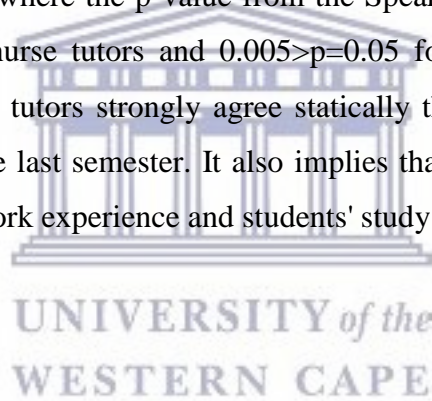 where the p value from the Spear
nurse tutors and 0.005>p=0.05 fo
tutors strongly agree statically th
e last semester. It also implies tha
ork experience and students' study
UNIVERSITY of the
WESTERN CAPE